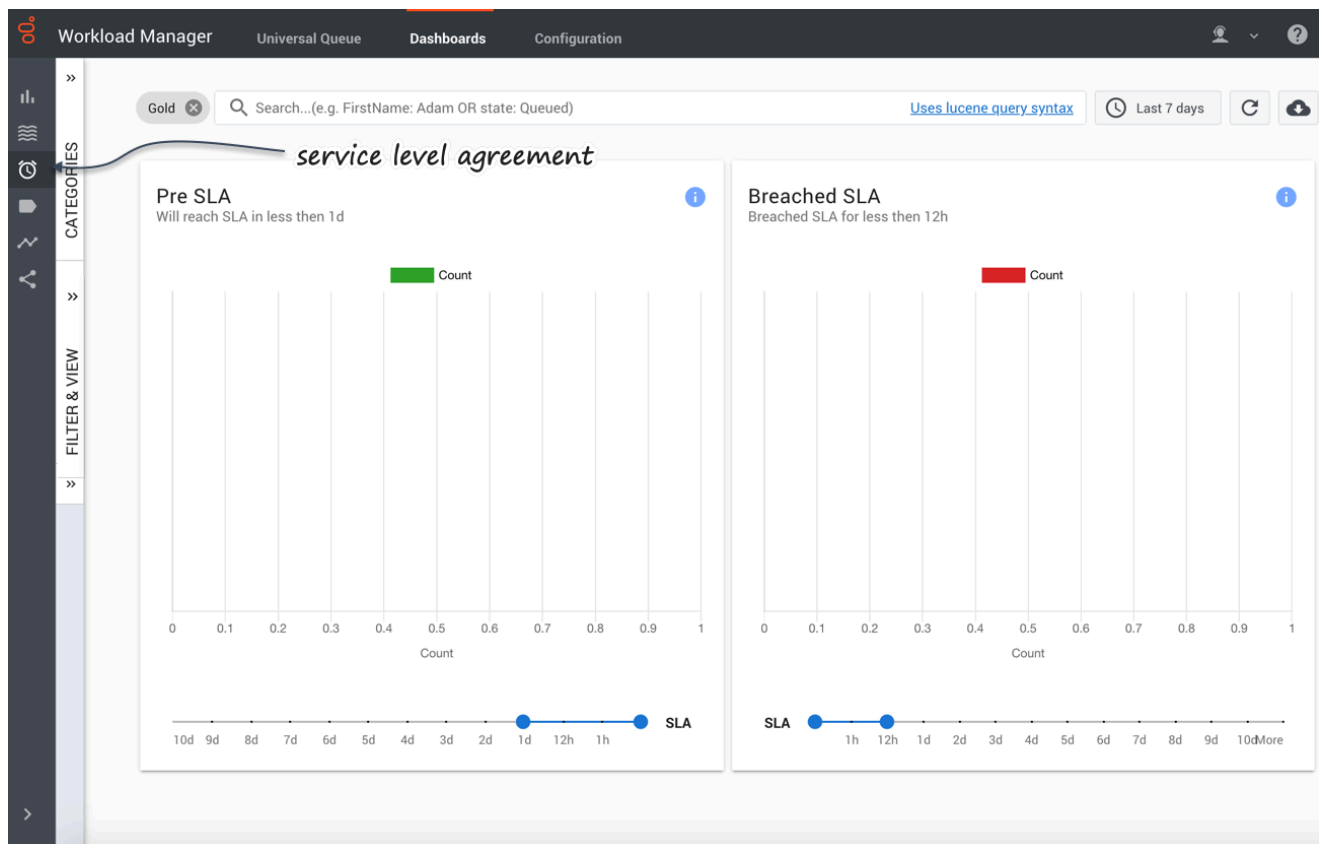 Workload Manager
Universal Queue
Dashboards
Configuration
CATEGORIES
FILTER & VIEW
Gold
Search...(e.g. FirstName: Adam OR state: Queued)
Uses lucene query syntax
Last 7 days
service level agreement
Pre SLA
Will reach SLA in less then 1d
Count
0 0.1 0.2 0.3 0.4 0.5 0.6 0.7 0.8 0.9 1
Count
SLA
10d 9d 8d 7d 6d 5d 4d 3d 2d 1d 12h 1h
Breached SLA
Breached SLA for less then 12h
Count
0 0.1 0.2 0.3 0.4 0.5 0.6 0.7 0.8 0.9 1
Count
SLA
1h 12h 1d 2d 3d 4d 5d 6d 7d 8d 9d 10d More